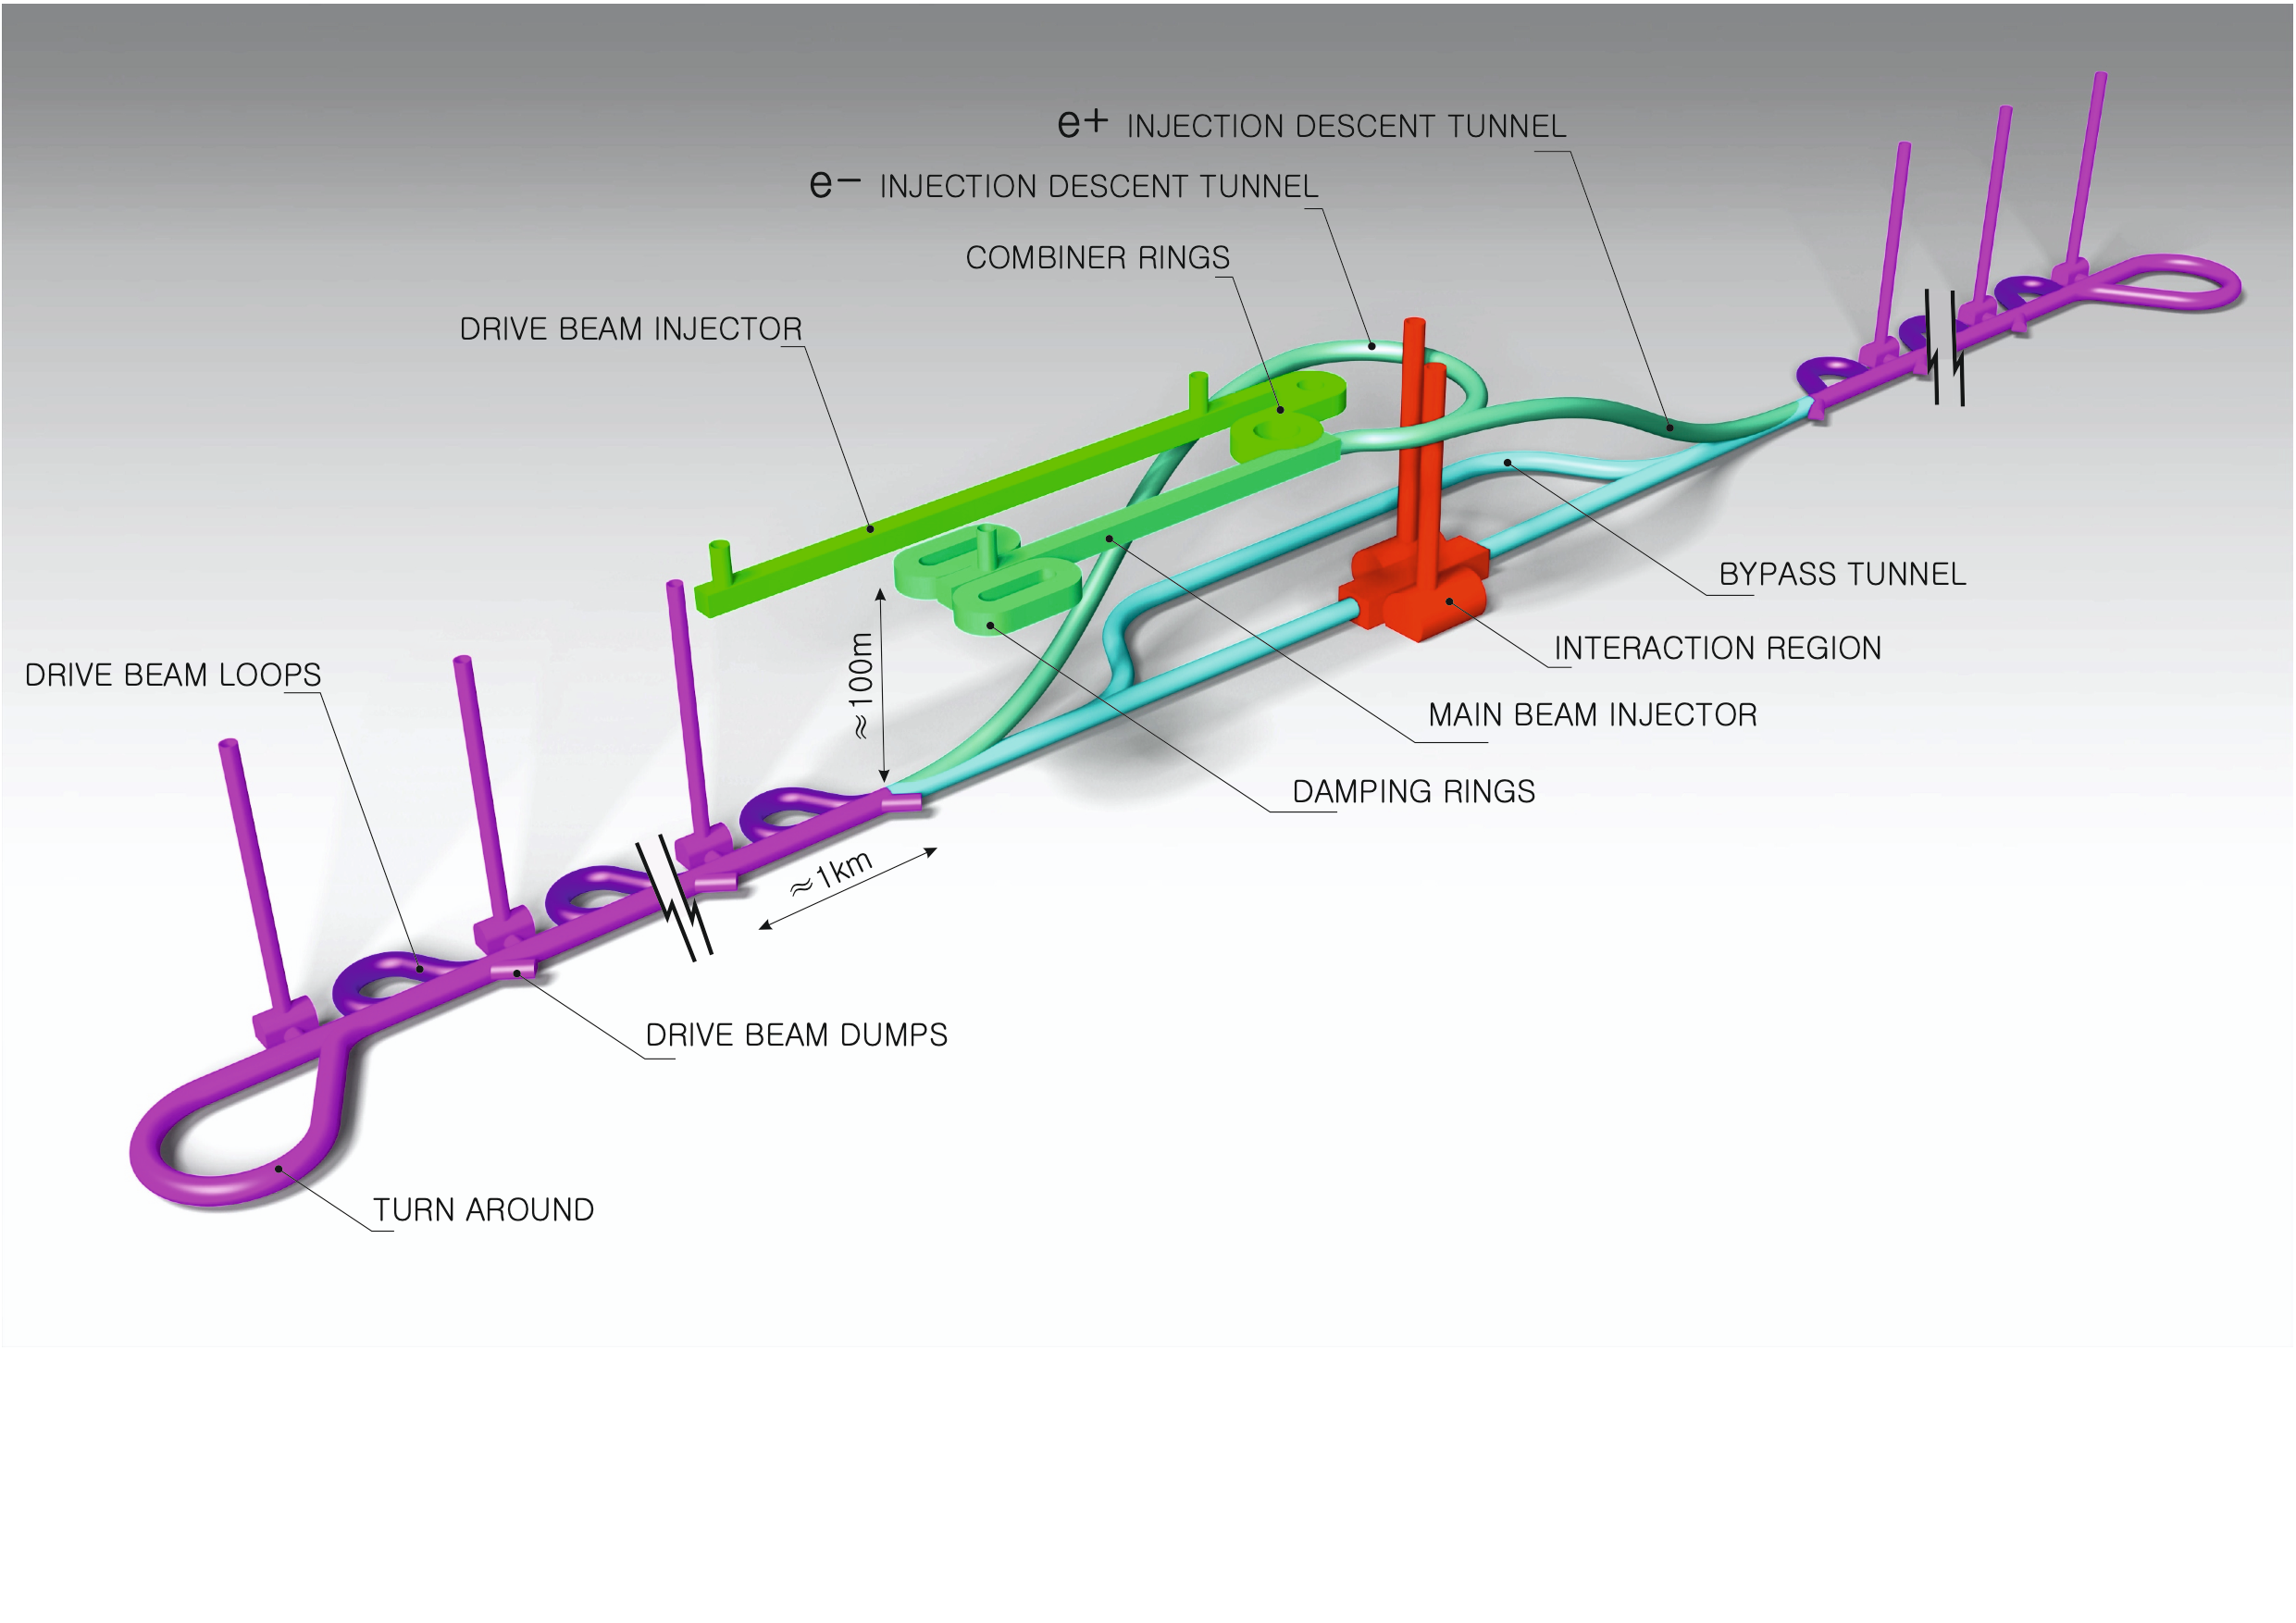 e+ INJECTION DESCENT TUNNEL
e− INJECTION DESCENT TUNNEL
COMBINER RINGS
DRIVE BEAM INJECTOR
BYPASS TUNNEL
INTERACTION REGION
DRIVE BEAM LOOPS
≈100m
MAIN BEAM INJECTOR
DAMPING RINGS
≈1km
DRIVE BEAM DUMPS
TURN AROUND